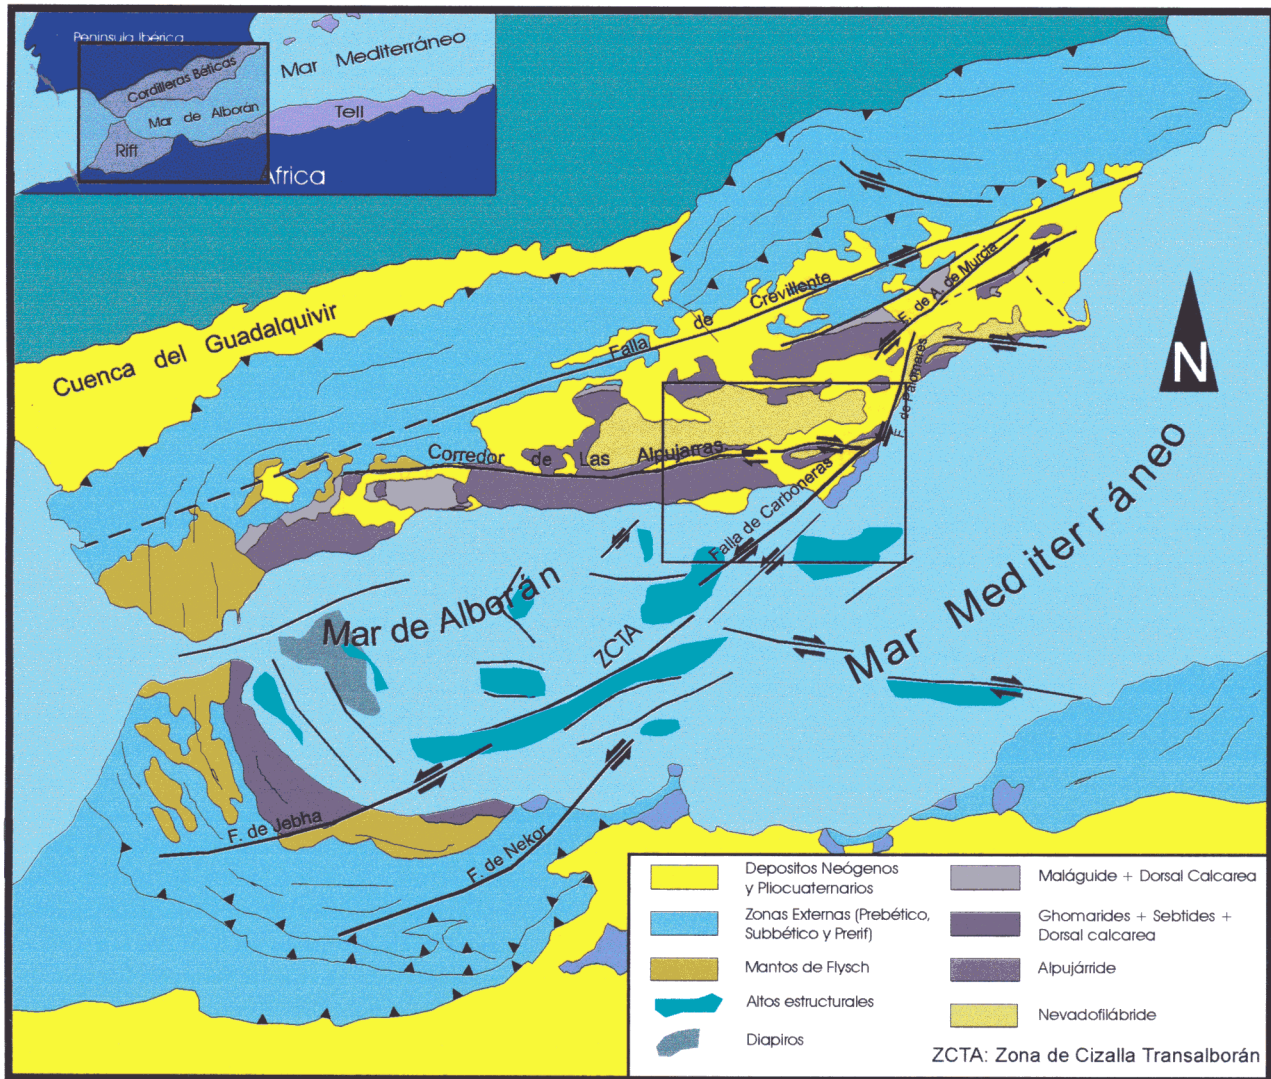 Península Ibérica
Mar Mediterráneo
Cordilleras Béticas
Mar de Alborán
Tell
Rift
África
Cuenca del Guadalquivir
Falla de Crevillente
F. de A. de Murcia
F. de Palomares
Corredor de Las Alpujarras
Falla de Carboneras
N
Mar de Alborán
ZCTA
Mar Mediterráneo
F. de Jebha
F. de Nekor
Depositos Neógenos
y Pliocuaternarios
Zonas Externas (Prebético,
Subbético y Prerif)
Mantos de Flysch
Altos estructurales
Diapiros
Maláguide + Dorsal Calcarea
Ghomarides + Sebtides +
Dorsal calcarea
Alpujárride
Nevadofilábride
ZCTA: Zona de Cizalla Transalborán